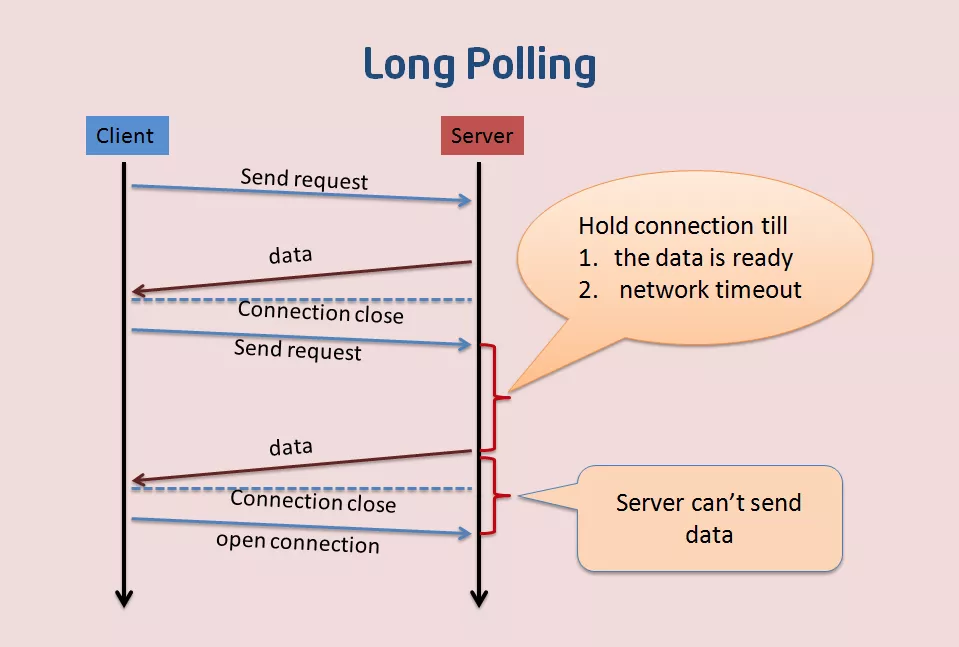 Long Polling
Client
Server
Send request
data
Connection close
Send request
data
Connection close
open connection
Hold connection till
1. the data is ready
2. network timeout
Server can't send
data